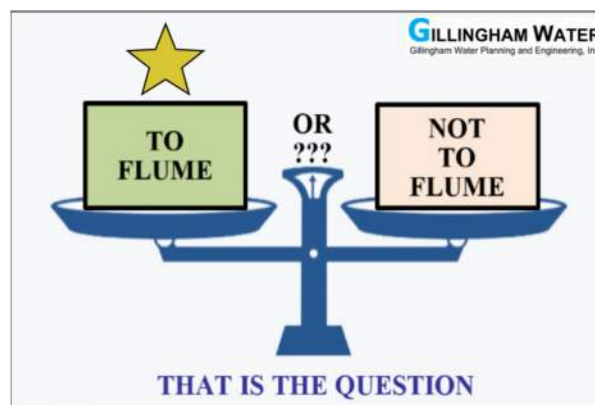 GILLINGHAM WATER
Gillingham Water Planning and Engineering, In
TO
FLUME
OR
???
NOT
TO
FLUME
THAT IS THE QUESTION